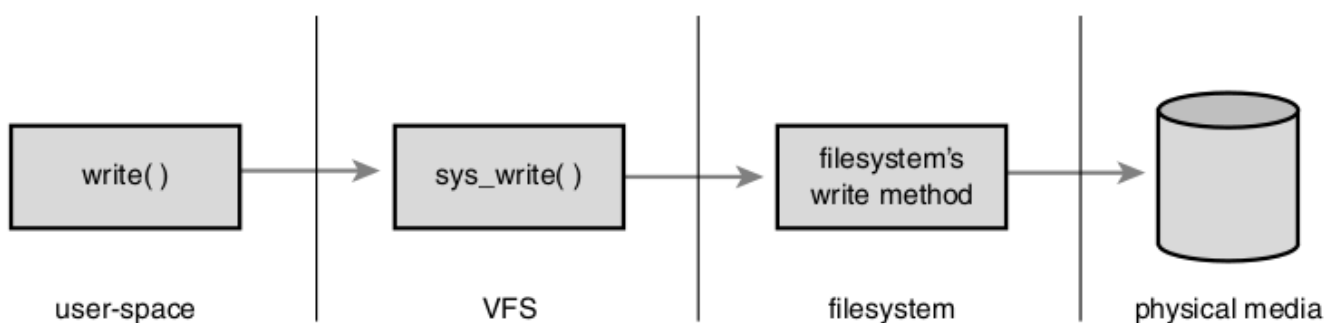 write( )
sys_write( )
filesystem's
write method
user-space
VFS
filesystem
physical media